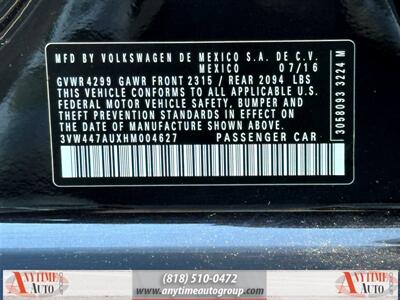 MFD.BY VOLKSWAGEN DE MEXICO S.A. DE C.V.
MEXICO 07/16
GVWR4299 GAWR FRONT 2315 / REAR 2094 LBS
THIS VEHICLE CONFORMS TO ALL APPLICABLE U.S.
FEDERAL MOTOR VEHICLE SAFETY, BUMPER AND
THEFT PREVENTION STANDARDS IN EFFECT ON THE
DATE OF MANUFACTURE SHOWN ABOVE.
3VW447AUXHM004627 PASSENGER CAR
3058093 3224 M
ANYTIME AUTO
(818) 510-0472
www.anytimeautogroup.com
ANYTIME AUTO